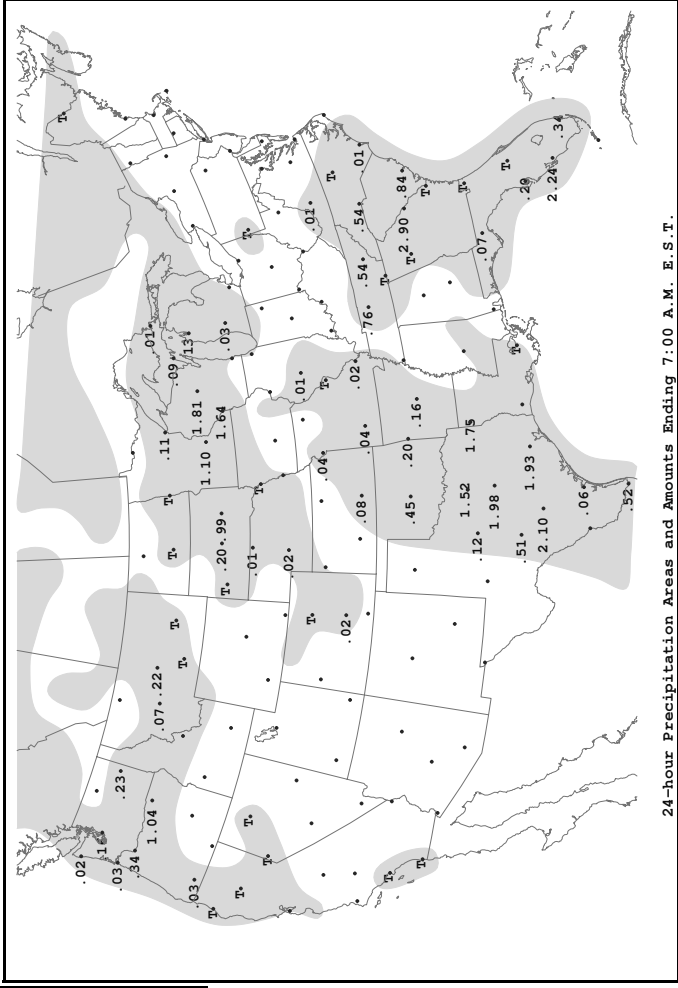 T
.02
.03
.23
.34
.01
1.04
.07
.22
.11
T
T
.09
T
T
.13
.03
1.81
1.10
T
.20
.99
1.64
T
.03
T
T
T
.01
T
T
.02
.01
T
.01
.04
T
T
.02
.02
.01
.54
.08
.54
.04
.76
T
T
.84
2.90
.20
T
.45
.16
T
T
T
1.52
1.75
.12
.07
1.98
T
T
.51
.29
1.93
2.10
2.24
.34
.06
.52
24-hour Precipitation Areas and Amounts Ending 7:00 A.M. E.S.T.